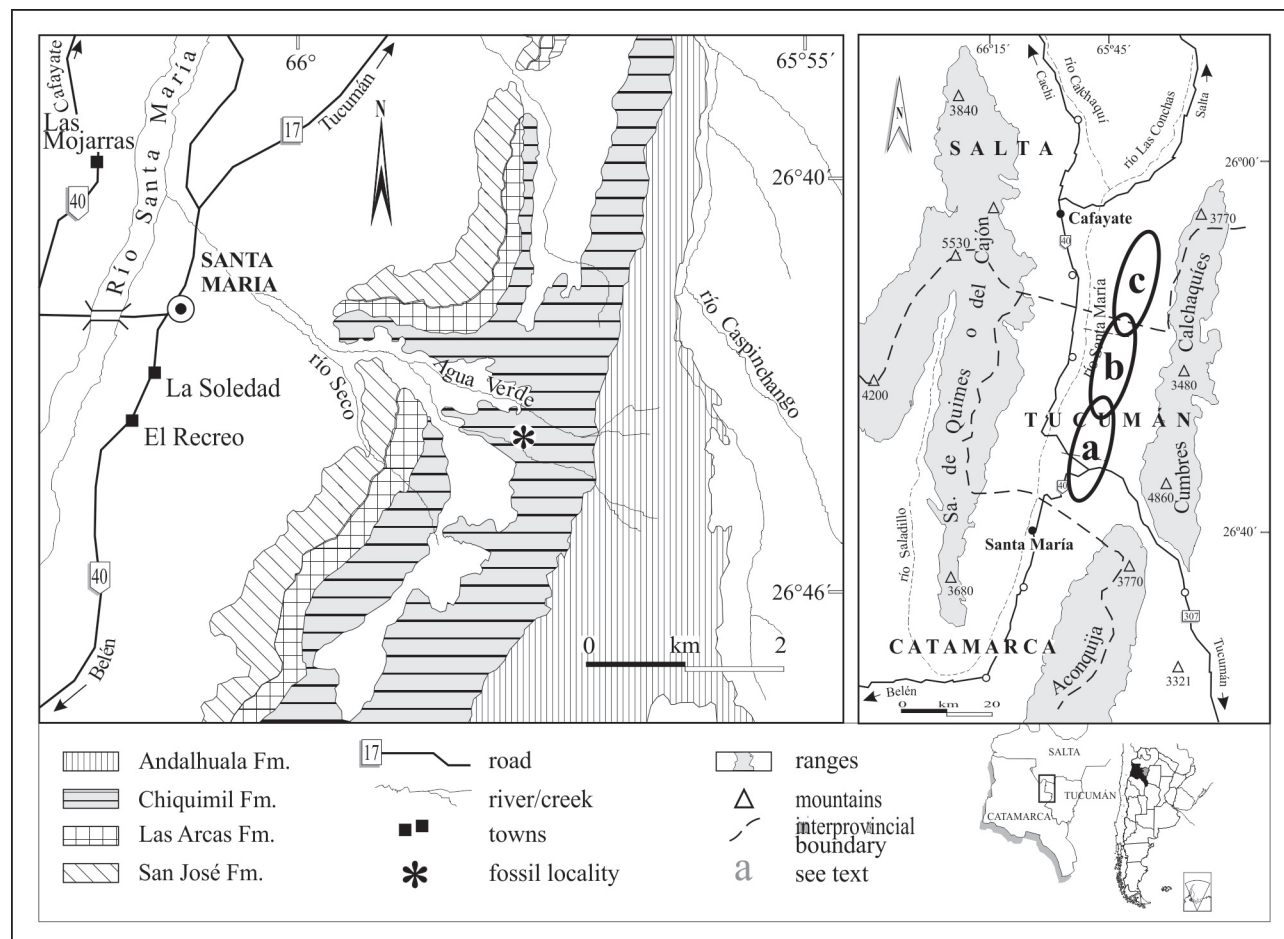 66°
65°55´
Cafayate
Las
Mojarras
40
Río Santa María
17
Tucumán
N
26°40´
SANTA
MARIA
La Soledad
El Recreo
río Seco
Agua Verde
*
río Caspinchango
40
Belén
26°46´
0 km 2
66°15´
65°45´
Cachi
río Calchaquí
río Las Conchas
Salta
N
3840
SALTA
26°00´
Cafayate
40
3770
5530
Sa. de Quimes o del Cajón
río Santa María
c
b
a
Cumbres Calchaquíes
3480
4200
TUCUMÁN
4860
40
río Saladillo
Santa María
26°40´
3680
3770
307
CATAMARCA
Aconquija
3321
Tucumán
Belén
0 km 20
Andalhuala Fm.
Chiquimil Fm.
Las Arcas Fm.
San José Fm.
17 road
river/creek
towns
* fossil locality
ranges
mountains
interprovincial
boundary
a see text
SALTA
TUCUMÁN
CATAMARCA